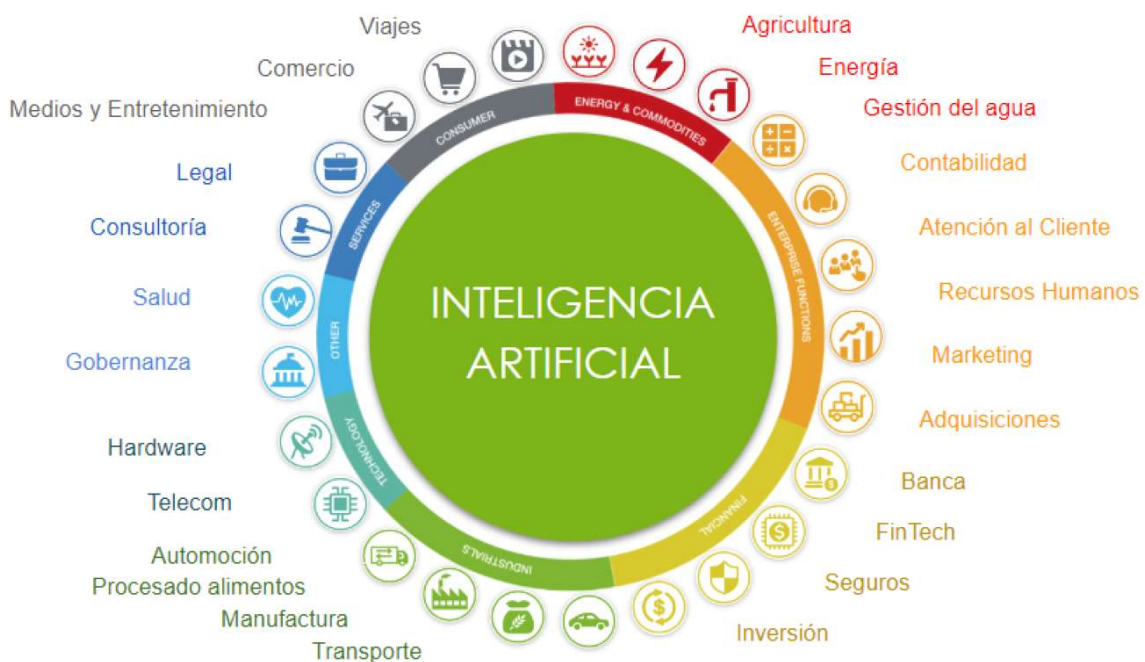 Viajes
Comercio
Medios y Entretenimiento
Legal
Consultoría
Salud
Gobernanza
Hardware
Telecom
Automoción
Procesado alimentos
Manufactura
Transporte
CONSUMER
SERVICES
OTHER
TECHNOLOGY
INDUSTRIALS
FINANCIAL
ENTERPRISE FUNCTIONS
ENERGY & COMMODITIES
INTELIGENCIA
ARTIFICIAL
Agricultura
Energía
Gestión del agua
Contabilidad
Atención al Cliente
Recursos Humanos
Marketing
Adquisiciones
Banca
FinTech
Seguros
Inversión